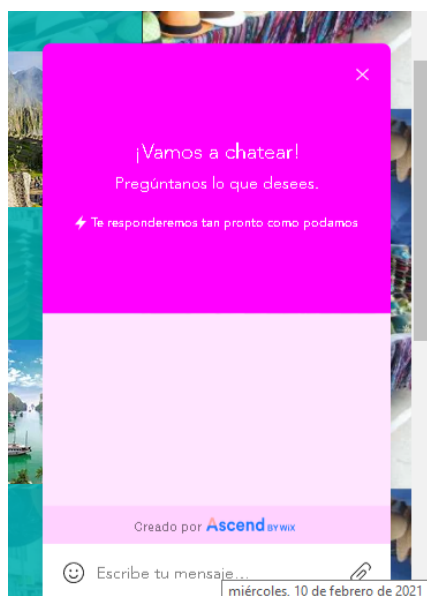 ¡Vamos a chatear!
Pregúntanos lo que desees.
Te responderemos tan pronto como podamos
Creado por Ascend BY WIX
Escribe tu mensaje...
miércoles, 10 de febrero de 2021